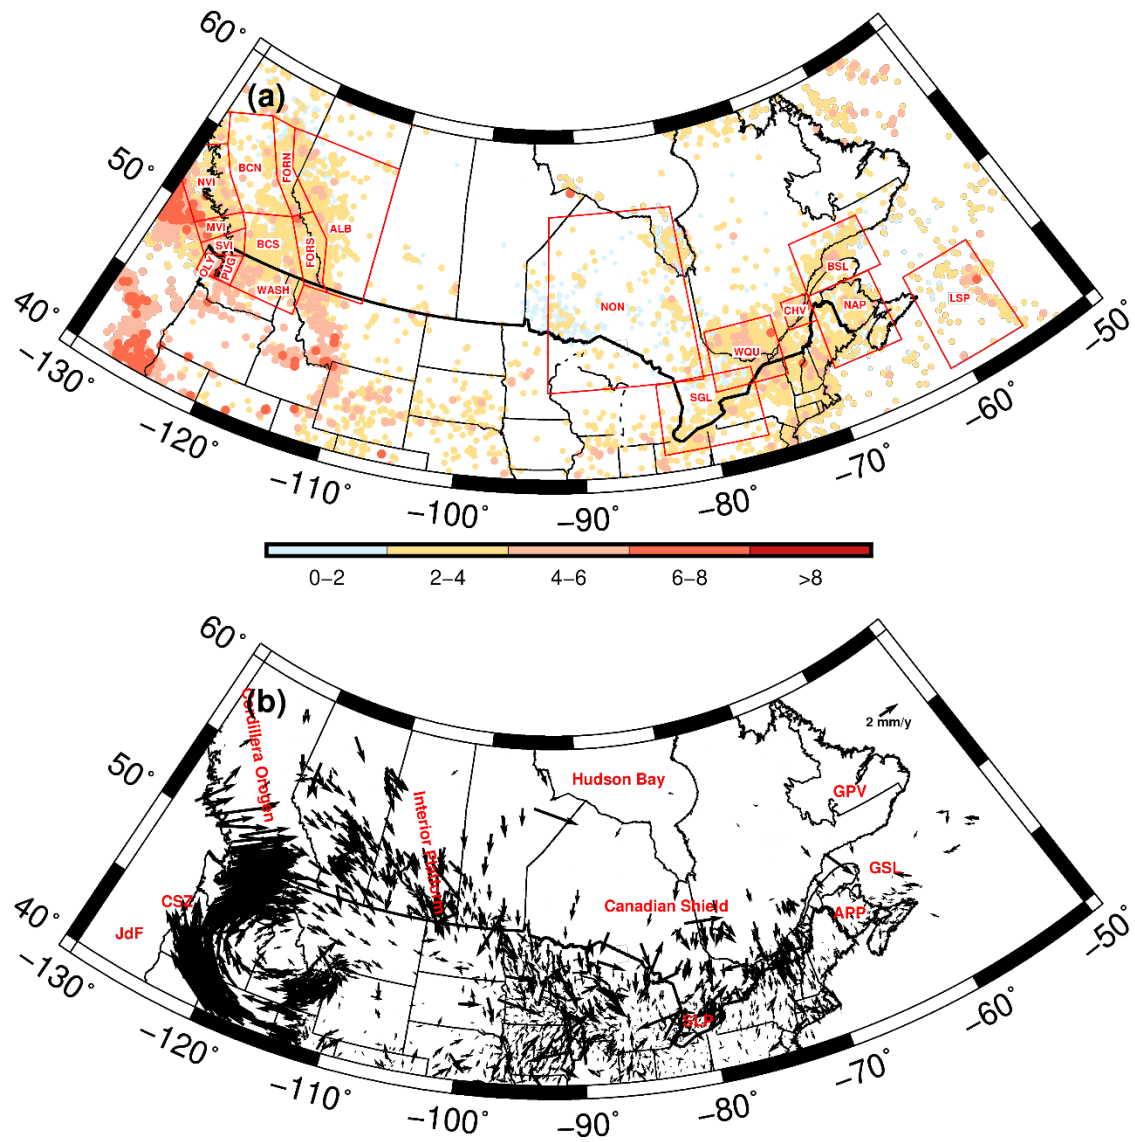 60°
(a)
50°
40°
BCN
FORN
NVI
MVI
SVI
BCS
FORS
ALB
OLY
PUG
WASH
NON
BSL
CHV
NAP
LSP
WQU
SGL
−130°
−120°
−110°
−100°
−90°
−80°
−70°
−60°
−50°
0−2
2−4
4−6
6−8
>8
60°
(b)
50°
40°
2 mm/y
Cordillera Orogen
Hudson Bay
GPV
Interior Platform
GSL
CSZ
Canadian Shield
ARP
JdF
SLP
−130°
−120°
−110°
−100°
−90°
−80°
−70°
−60°
−50°